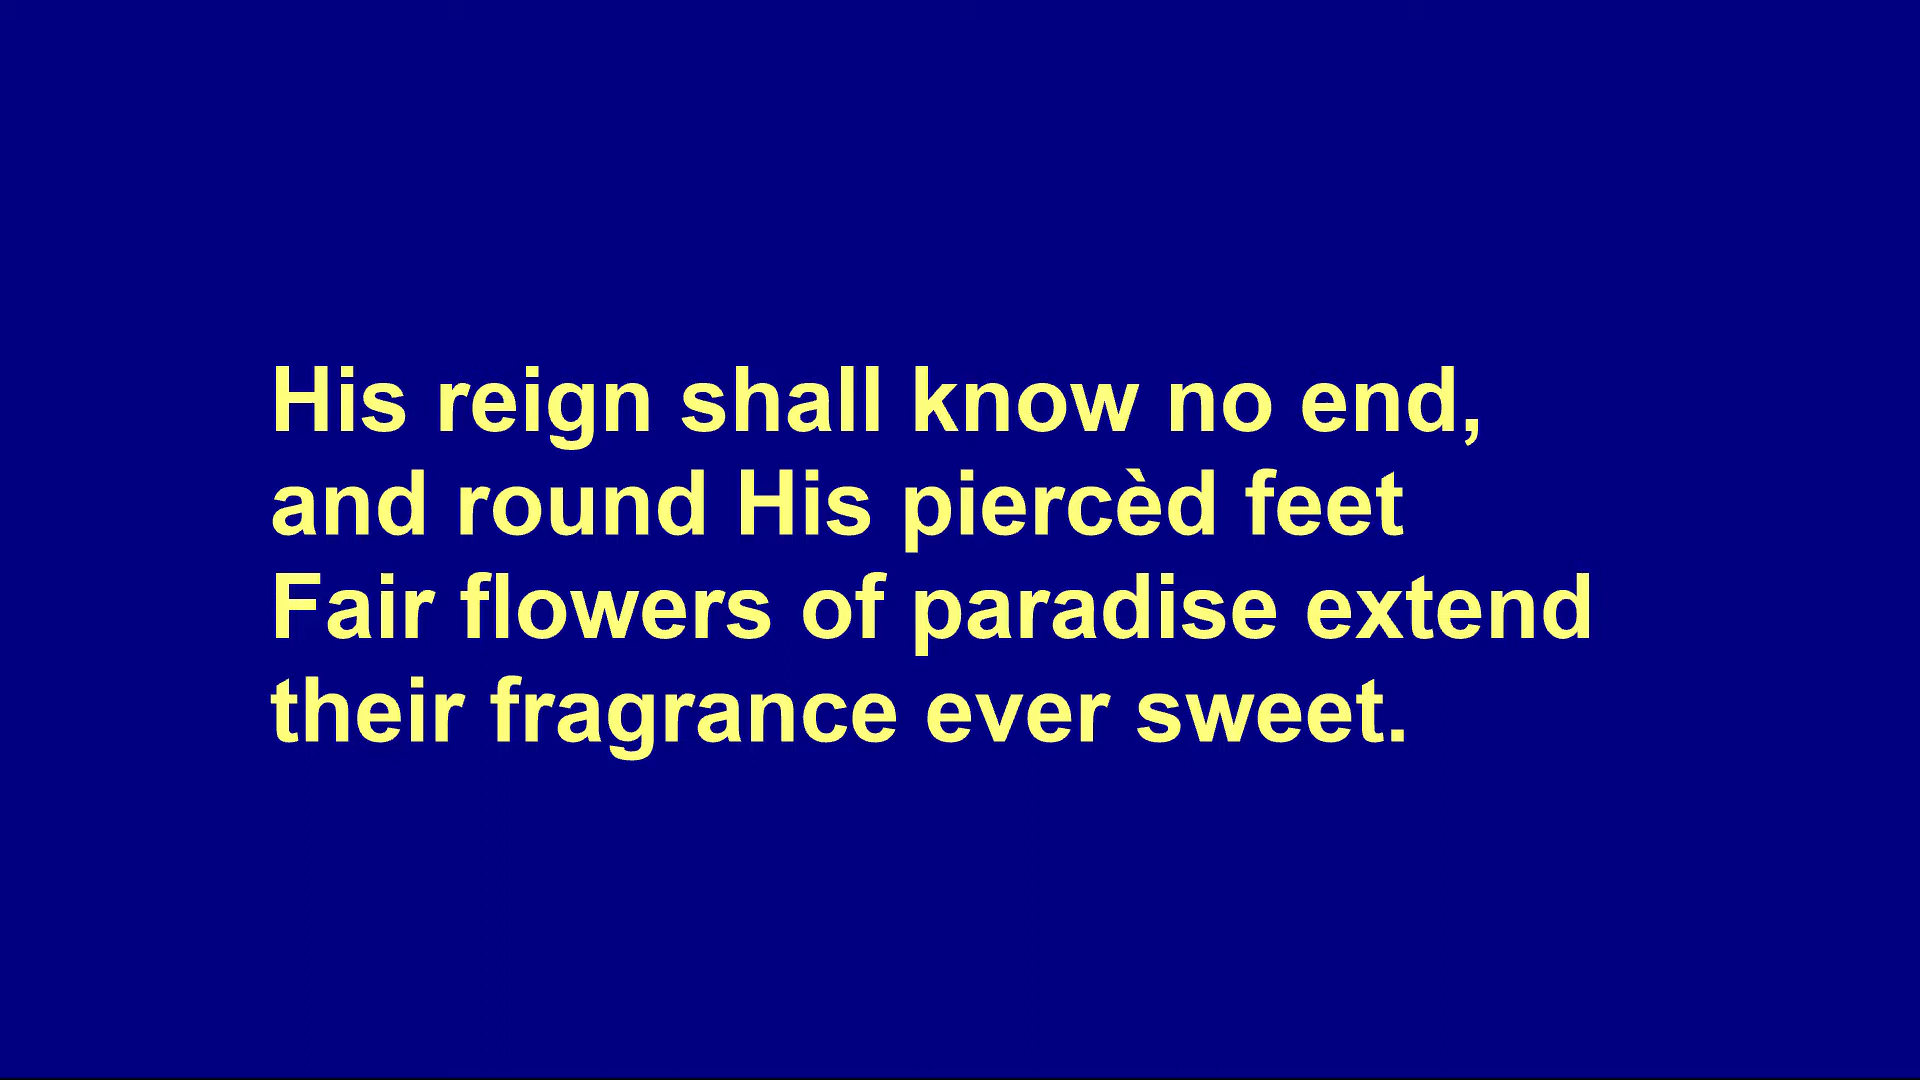 His reign shall know no end,
and round His piercèd feet
Fair flowers of paradise extend
their fragrance ever sweet.